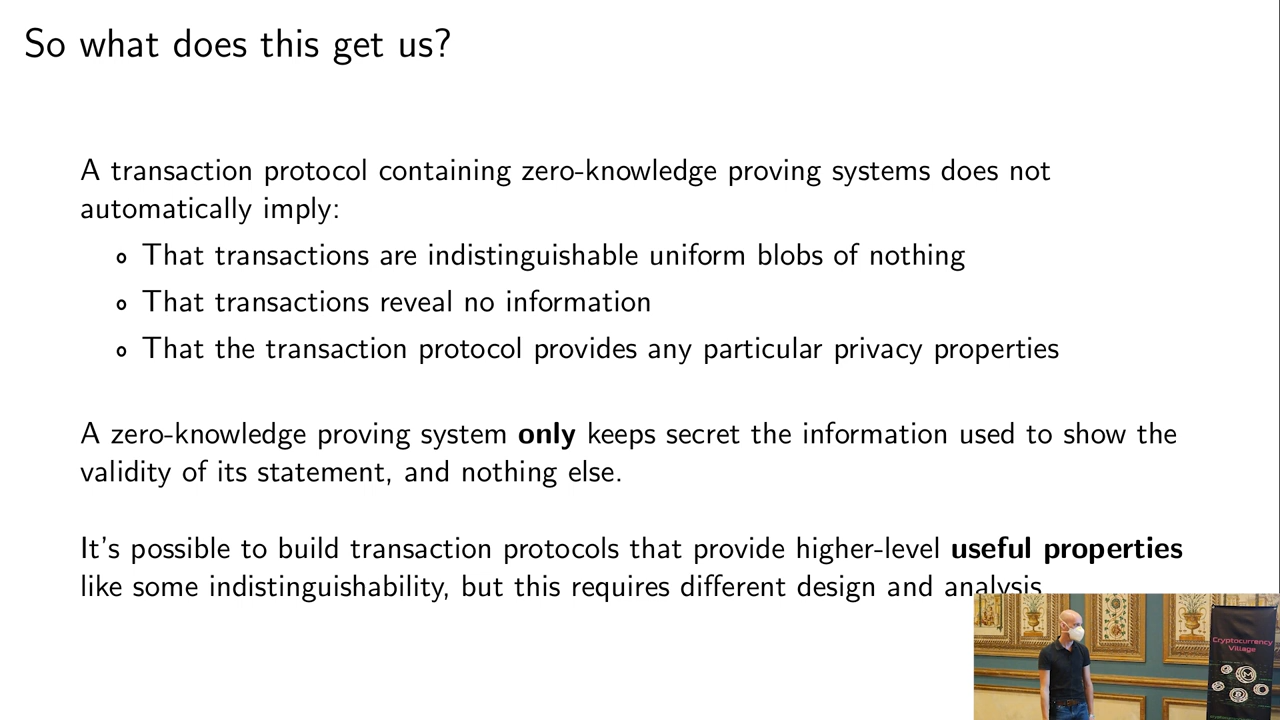 So what does this get us?
A transaction protocol containing zero-knowledge proving systems does not
automatically imply:
That transactions are indistinguishable uniform blobs of nothing
That transactions reveal no information
That the transaction protocol provides any particular privacy properties
A zero-knowledge proving system only keeps secret the information used to show the
validity of its statement, and nothing else.
It's possible to build transaction protocols that provide higher-level useful properties
like some indistinguishability, but this requires different design and analysis
Cryptocurrency
Village